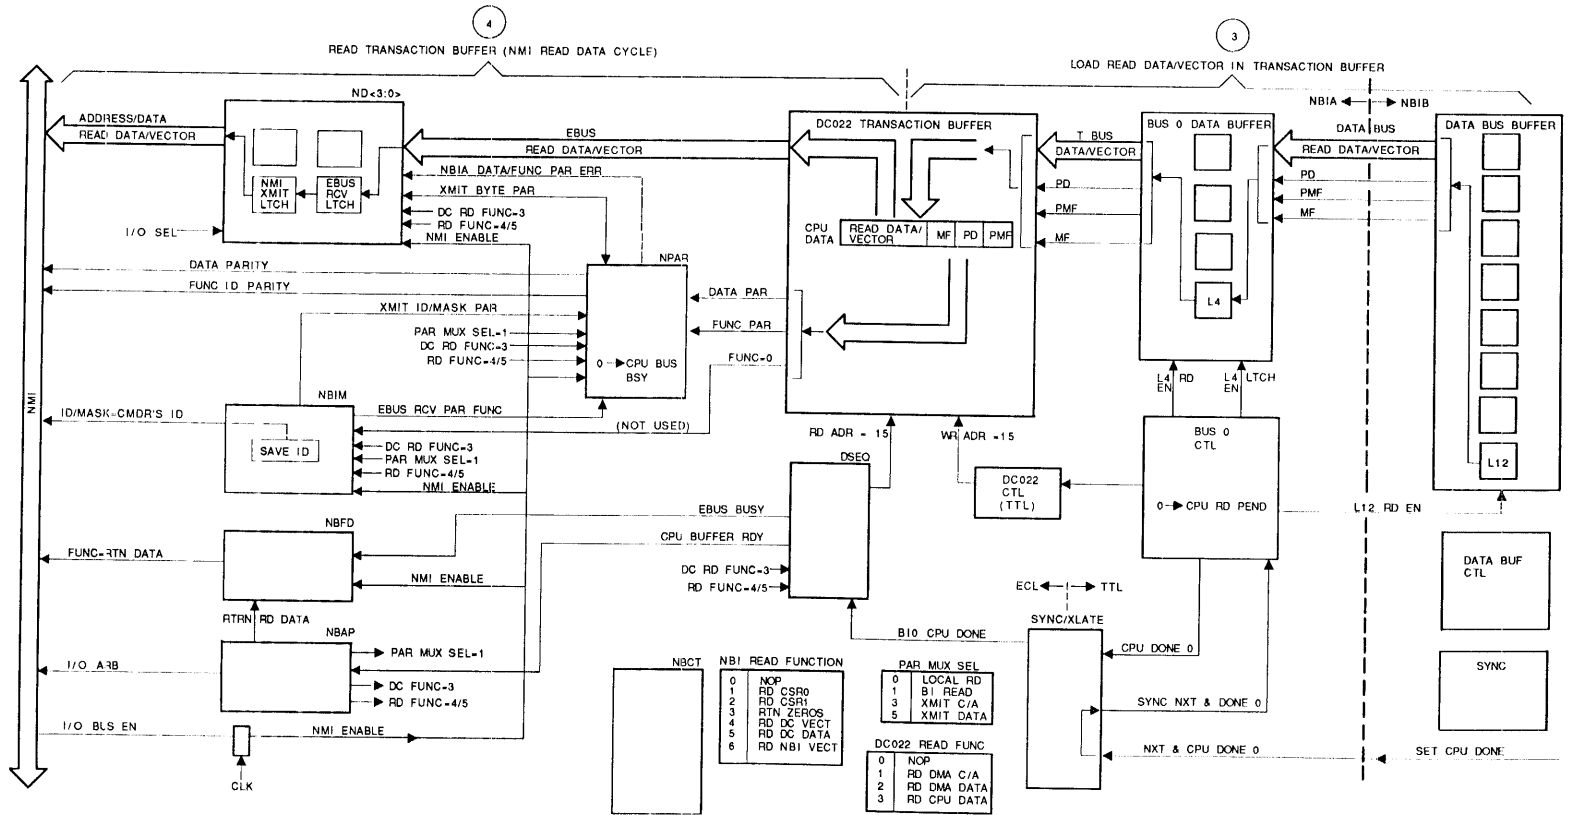 4
3
READ TRANSACTION BUFFER (NMI READ DATA CYCLE)
LOAD READ DATA/VECTOR IN TRANSACTION BUFFER
NBIA
NBIB
ND<3:0>
ADDRESS/DATA
READ DATA/VECTOR
NMI XMIT LTCH
EBUS RCV LTCH
I/O SEL
EBUS
READ DATA/VECTOR
NBIA DATA/FUNC PAR ERR
XMIT BYTE PAR
DC RD FUNC=3
RD FUNC=4/5
NMI ENABLE
DC022 TRANSACTION BUFFER
CPU DATA
READ DATA/VECTOR
MF
PD
PMF
T BUS
DATA/VECTOR
PD
PMF
MF
BUS 0 DATA BUFFER
L4
DATA BUS
READ DATA/VECTOR
PD
PMF
MF
DATA BUS BUFFER
L12
DATA PARITY
FUNC ID PARITY
NPAR
XMIT ID/MASK PAR
PAR MUX SEL=1
DC RD FUNC=3
RD FUNC=4/5
0
CPU BUS BSY
DATA PAR
FUNC PAR
FUNC=0
NMI
NBIM
ID/MASK=CMDR'S ID
SAVE ID
EBUS RCV PAR FUNC
(NOT USED)
DC RD FUNC=3
PAR MUX SEL=1
RD FUNC=4/5
NMI ENABLE
L4 RD EN
L4 LTCH EN
RD ADR = 15
WR ADR =15
DSEQ
DC022 CTL (TTL)
BUS 0 CTL
0
CPU RD PEND
L12 RD EN
NBFD
FUNC=RTN DATA
EBUS BUSY
CPU BUFFER RDY
NMI ENABLE
DC RD FUNC=3
RD FUNC=4/5
DATA BUF CTL
RTRN RD DATA
NBAP
I/O ARB
PAR MUX SEL=1
DC FUNC=3
RD FUNC=4/5
BI0 CPU DONE
ECL
TTL
SYNC/XLATE
CPU DONE 0
SYNC NXT & DONE 0
NXT & CPU DONE 0
SET CPU DONE
SYNC
I/O BUS EN
NMI ENABLE
CLK
NBCT
NBI READ FUNCTION
0 NOP
1 RD CSR0
2 RD CSR1
3 RTN ZEROS
4 RD DC VECT
5 RD DC DATA
6 RD NBI VECT
PAR MUX SEL
0 LOCAL RD
1 BI READ
3 XMIT C/A
5 XMIT DATA
DC022 READ FUNC
0 NOP
1 RD DMA C/A
2 RD DMA DATA
3 RD CPU DATA